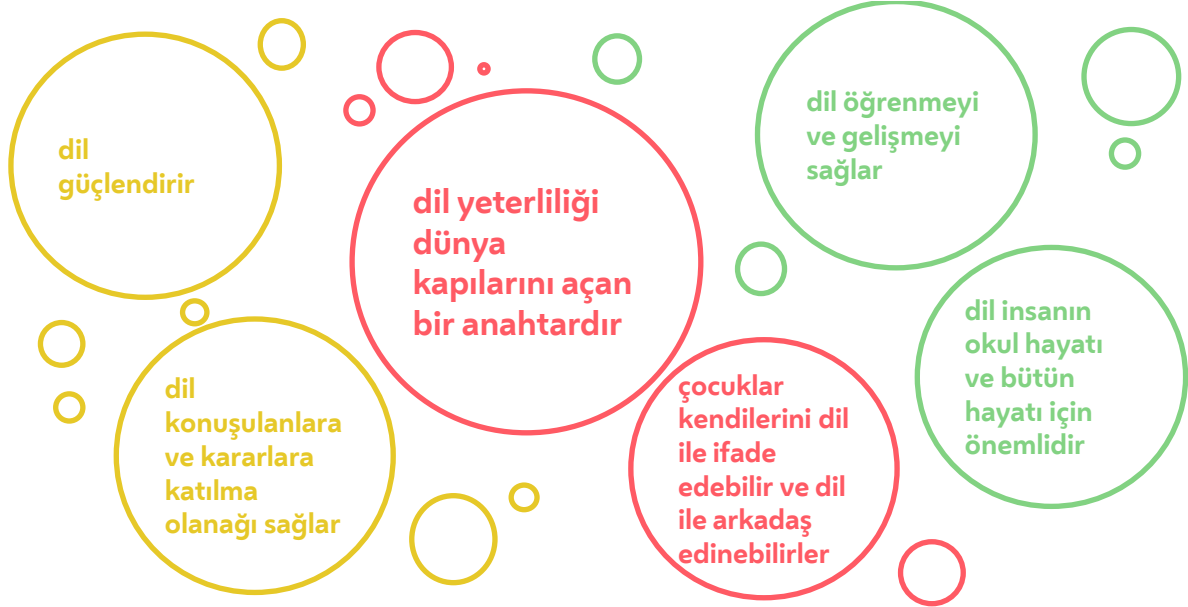 dil
güçlendirir
dil
konuşulanlara
ve kararlara
katılma
olanağı sağlar
dil yeterliliği
dünya
kapılarını açan
bir anahtardır
çocuklar
kendilerini dil
ile ifade
edebilir ve dil
ile arkadaş
edinebilirler
dil öğrenmeyi
ve gelişmeyi
sağlar
dil insanın
okul hayatı
ve bütün
hayatı için
önemlidir